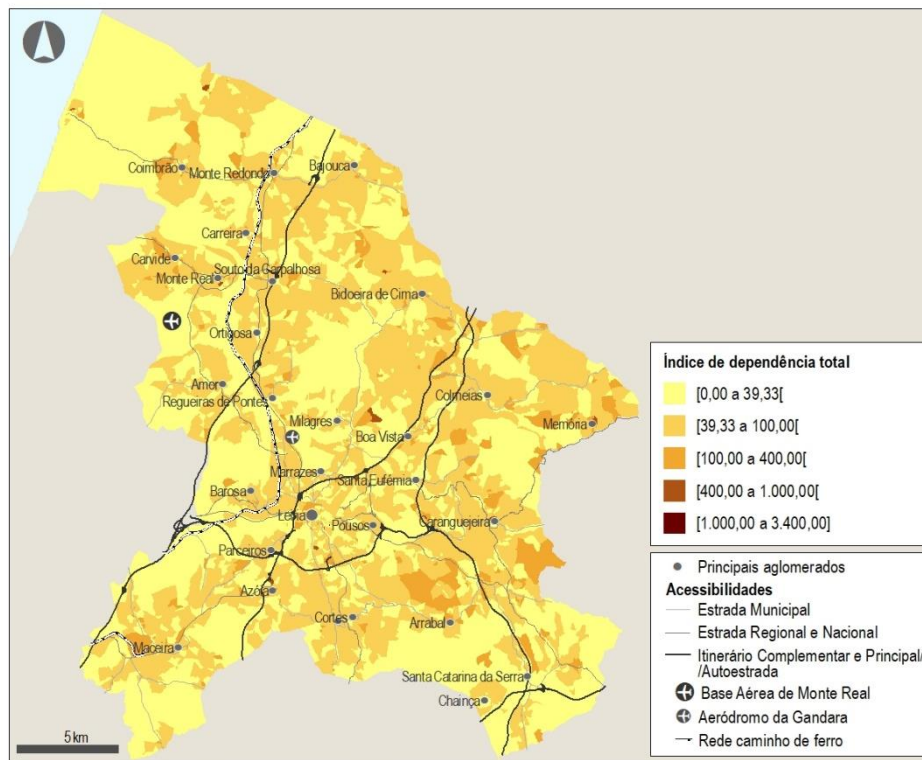 Coimbrão
Monte Redondo
Bajouca
Carreira
Carvide
Souto da Carpalhosa
Monte Real
Bidoeira de Cima
Ortigosa
Amor
Regueiras de Pontes
Colmeias
Milagres
Memória
Boa Vista
Marrazes
Santa Eufémia
Barosa
Leiria
Pousos
Caranguejeira
Parceiros
Azóia
Cortes
Arrabal
Maceira
Santa Catarina da Serra
Chainça
5 km
Índice de dependência total
[0,00 a 39,33[
[39,33 a 100,00[
[100,00 a 400,00[
[400,00 a 1.000,00[
[1.000,00 a 3.400,00]
Principais aglomerados
Acessibilidades
Estrada Municipal
Estrada Regional e Nacional
Itinerário Complementar e Principal/
/Autoestrada
Base Aérea de Monte Real
Aeródromo da Gandara
Rede caminho de ferro